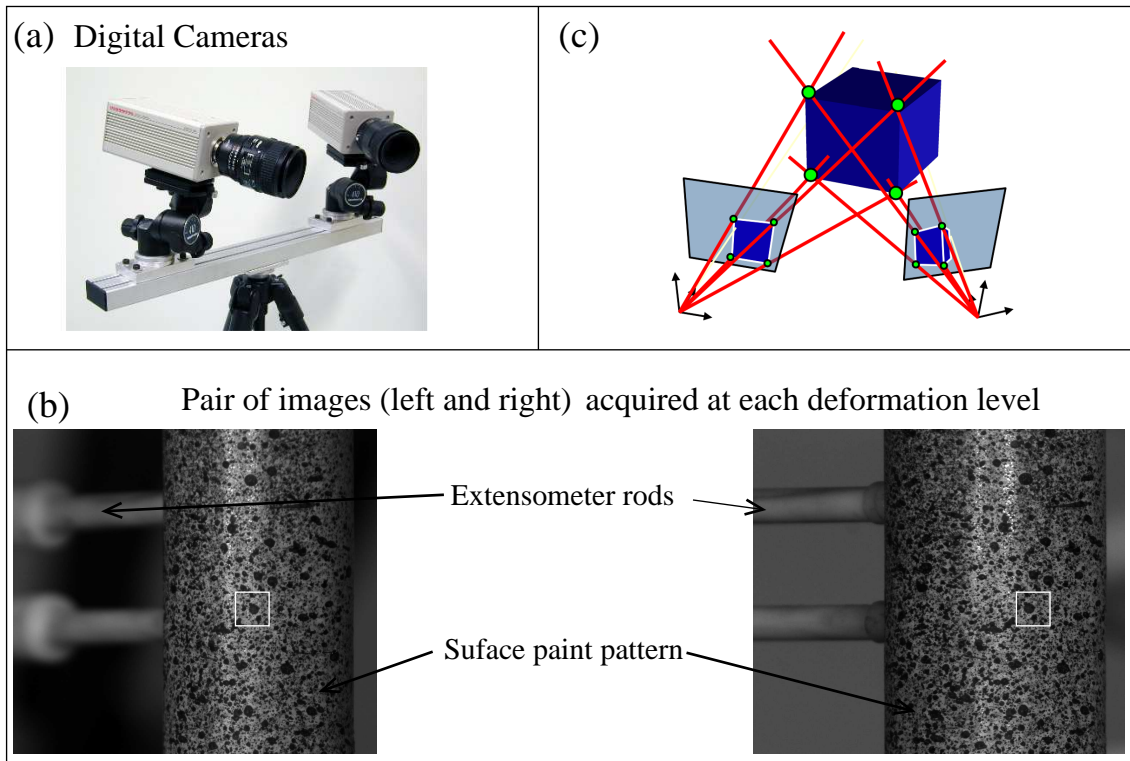 (a) Digital Cameras
(c)
(b) Pair of images (left and right) acquired at each deformation level
Extensometer rods
Suface paint pattern